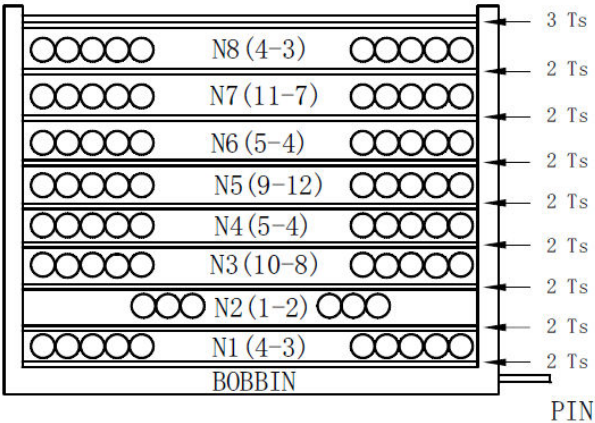 3 Ts
N8(4-3)
2 Ts
N7(11-7)
2 Ts
N6(5-4)
2 Ts
N5(9-12)
2 Ts
N4(5-4)
2 Ts
N3(10-8)
2 Ts
N2(1-2)
2 Ts
N1(4-3)
2 Ts
BOBBIN
PIN